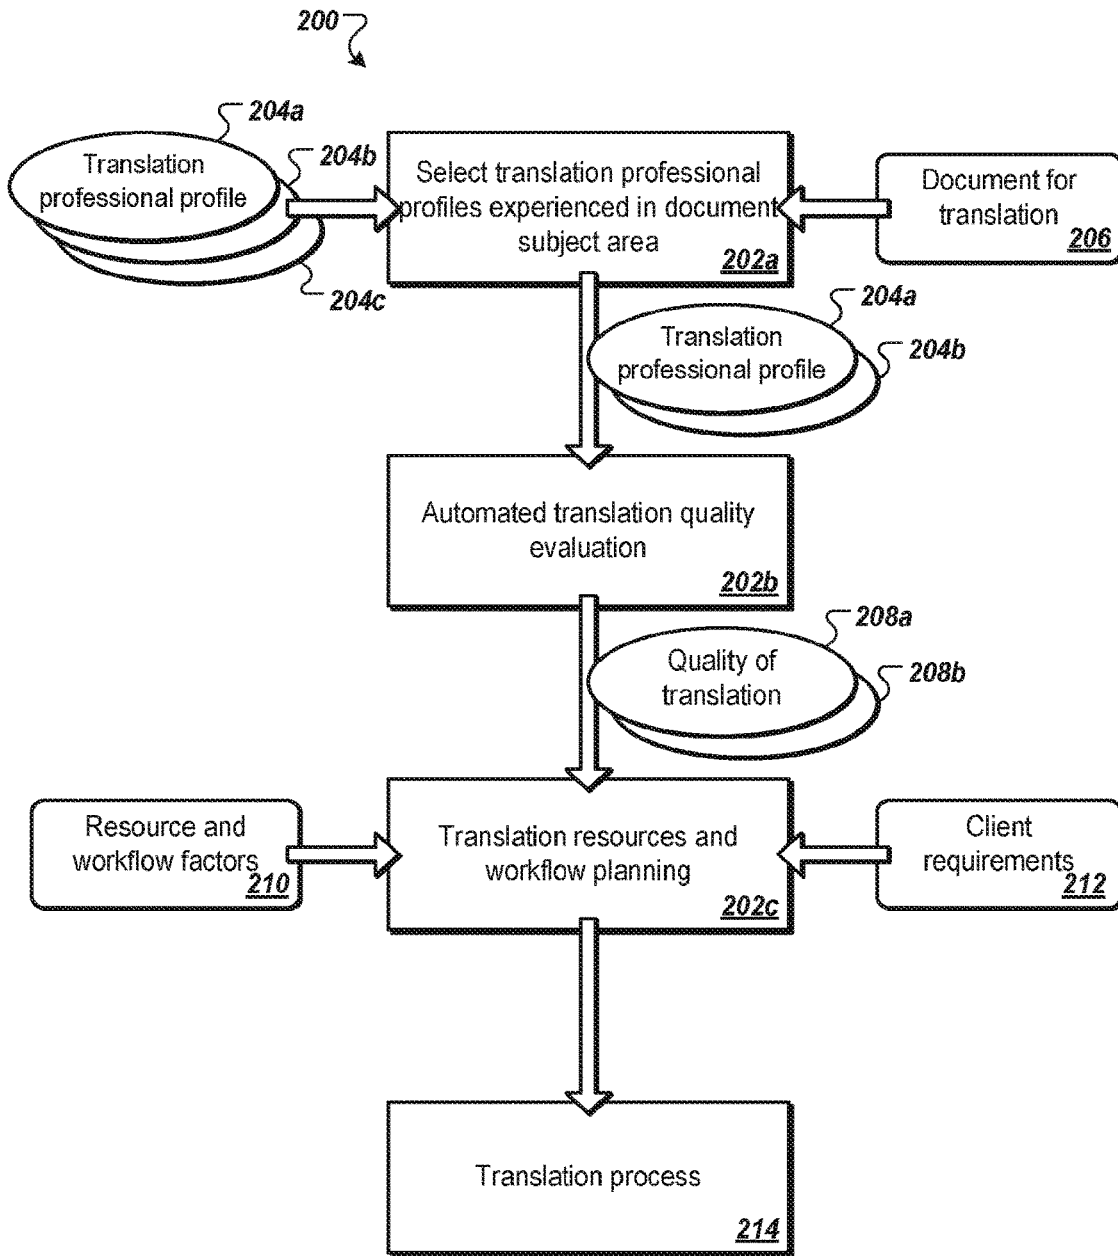 200
204a
204b
Translation
professional profile
204c
Select translation professional
profiles experienced in document
subject area
202a
Document for
translation
206
204a
Translation
professional profile
204b
Automated translation quality
evaluation
202b
208a
Quality of
translation
208b
Resource and
workflow factors
210
Translation resources and
workflow planning
202c
Client
requirements
212
Translation process
214